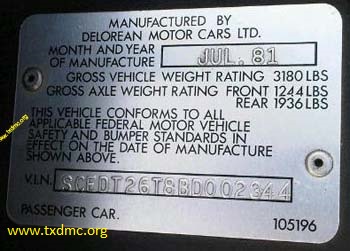 MANUFACTURED BY
DELOREAN MOTOR CARS LTD.
MONTH AND YEAR
OF MANUFACTURE JUL. 81
GROSS VEHICLE WEIGHT RATING 3180 LBS
GROSS AXLE WEIGHT RATING FRONT 1244 LBS
REAR 1936 LBS
THIS VEHICLE CONFORMS TO ALL
APPLICABLE FEDERAL MOTOR VEHICLE
SAFETY AND BUMPER STANDARDS IN
EFFECT ON THE DATE OF MANUFACTURE
SHOWN ABOVE.
V.I.N. SCEDT26T8BD002344
PASSENGER CAR. 105196
www.txdmc.org
www.txdmc.org